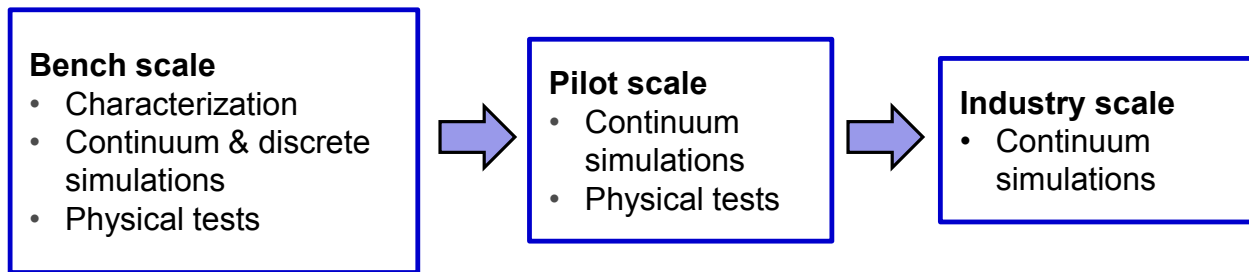 Bench scale
• Characterization
• Continuum & discrete
simulations
• Physical tests
Pilot scale
• Continuum
simulations
• Physical tests
Industry scale
• Continuum
simulations